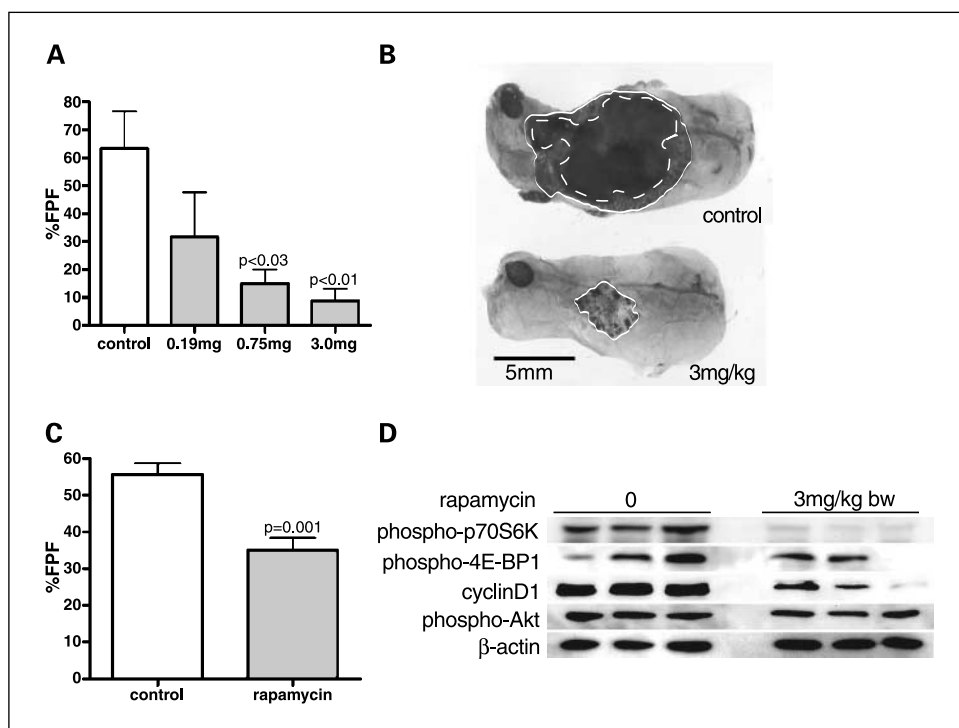 A
80
70
60
50
40
30
20
10
0
%FPF
p<0.03
p<0.01
control 0.19mg 0.75mg 3.0mg
B
control
5mm
3mg/kg
C
60
50
40
30
20
10
0
%FPF
p=0.001
control rapamycin
D
rapamycin 0 3mg/kg bw
phospho-p70S6K
phospho-4E-BP1
cyclinD1
phospho-Akt
β-actin